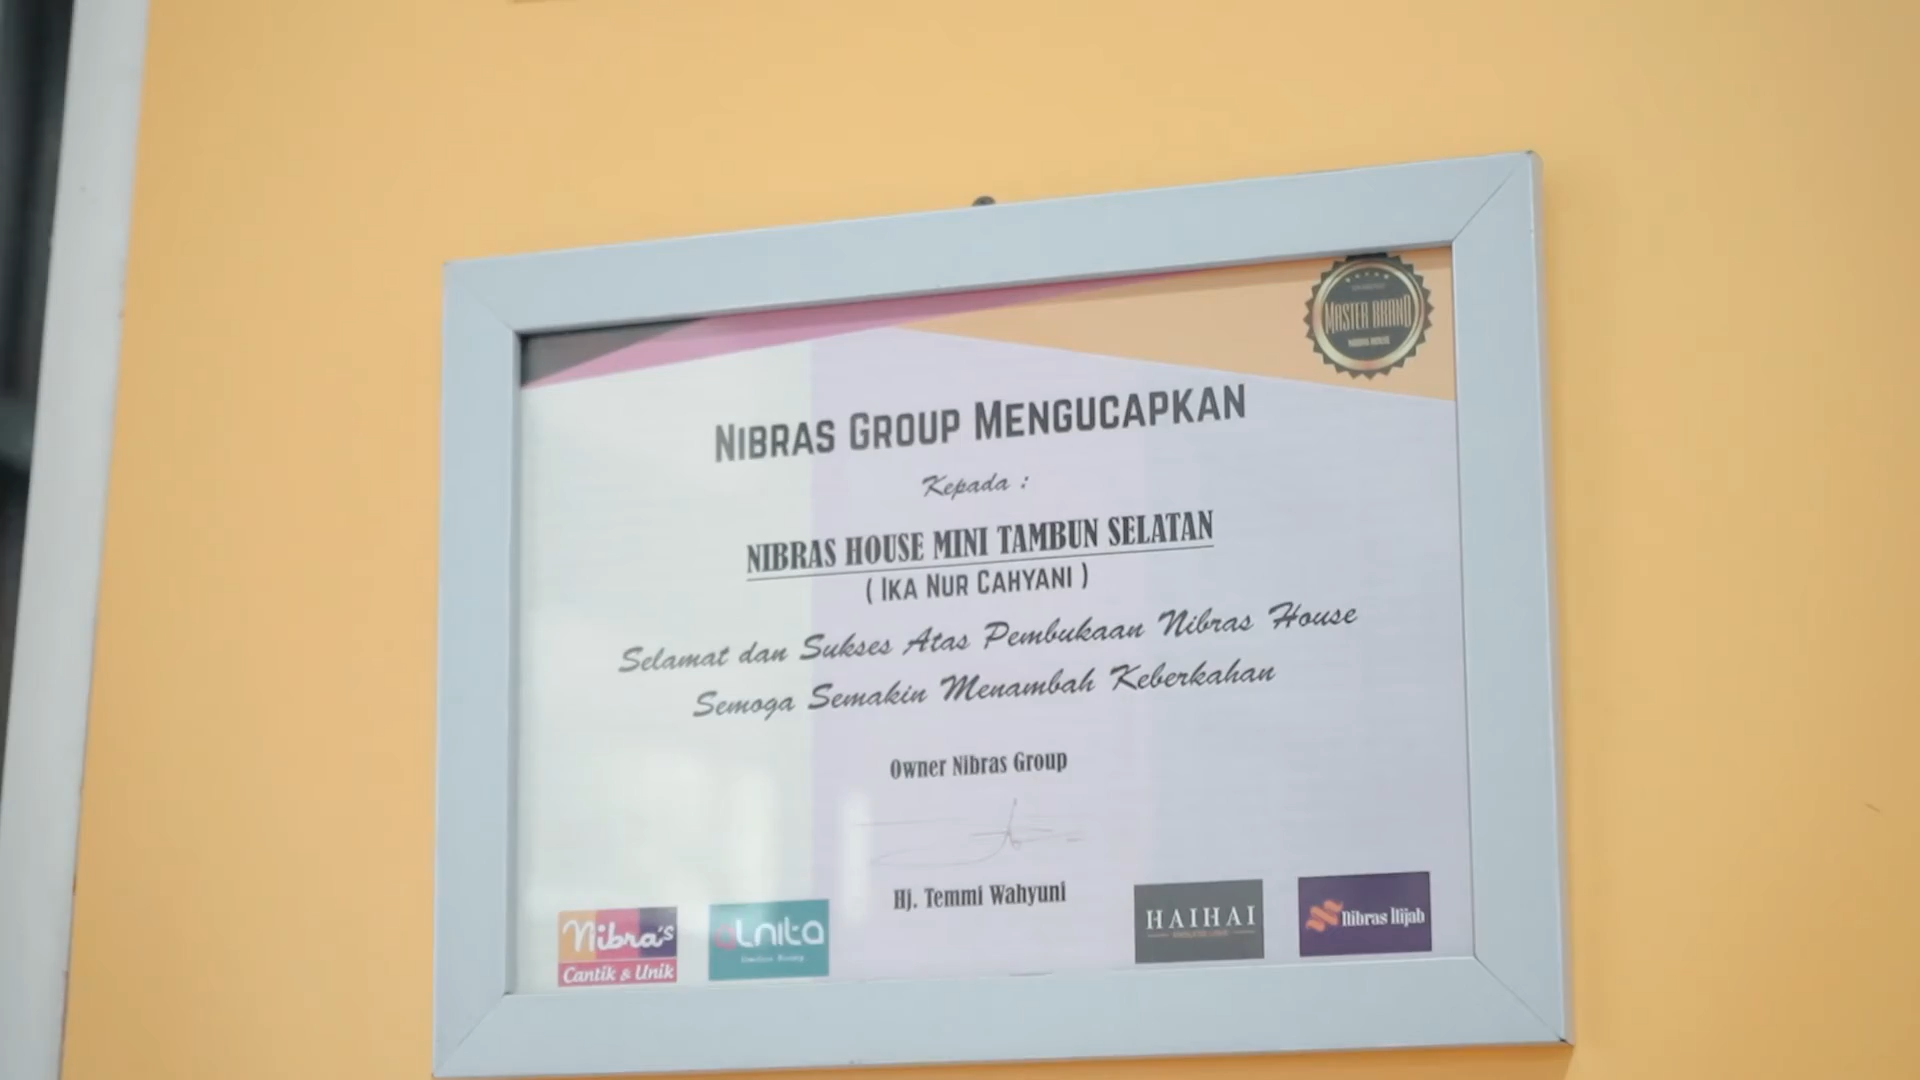 MASTER BRAND
NIBRAS HOUSE
NIBRAS GROUP MENGUCAPKAN
Kepada :
NIBRAS HOUSE MINI TAMBUN SELATAN
( IKA NUR CAHYANI )
Selamat dan Sukses Atas Pembukaan Nibras House
Semoga Semakin Menambah Keberkahan
Owner Nibras Group
Hj. Temmi Wahyuni
Nibra's
Cantik & Unik
alnita
HAIHAI
Nibras Hijab